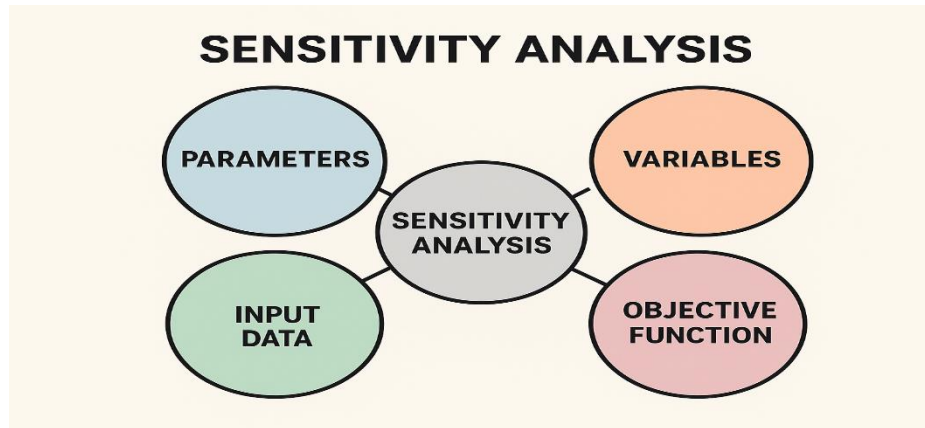 SENSITIVITY ANALYSIS
PARAMETERS
VARIABLES
SENSITIVITY
ANALYSIS
INPUT
DATA
OBJECTIVE
FUNCTION